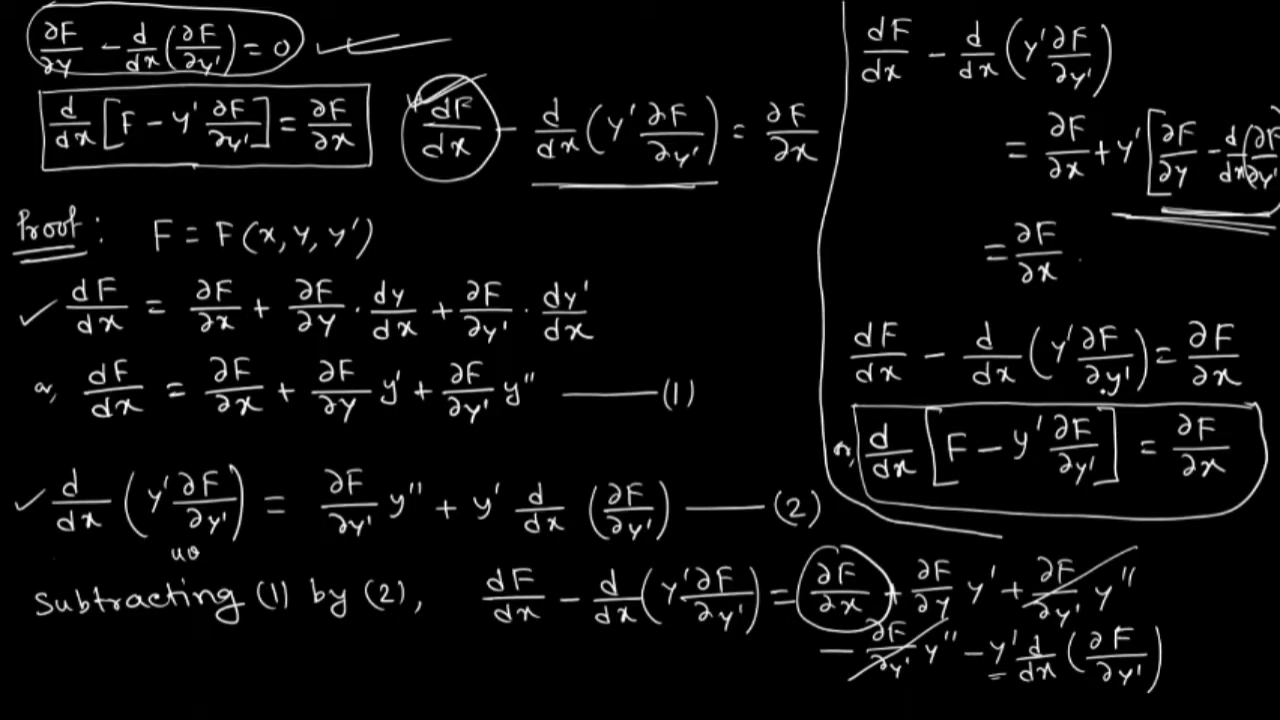 ∂F/∂y − d/dx (∂F/∂y') = 0
d/dx [F − y' ∂F/∂y'] = ∂F/∂x
dF/dx − d/dx (y' ∂F/∂y') = ∂F/∂x
Proof : F = F(x, y, y')
dF/dx = ∂F/∂x + ∂F/∂y · dy/dx + ∂F/∂y' · dy'/dx
or, dF/dx = ∂F/∂x + ∂F/∂y y' + ∂F/∂y' y'' —— (1)
d/dx (y' ∂F/∂y') = ∂F/∂y' y'' + y' d/dx (∂F/∂y') —— (2)
uv
Subtracting (1) by (2), dF/dx − d/dx (y' ∂F/∂y') = ∂F/∂x + ∂F/∂y y' + ∂F/∂y' y''
− ∂F/∂y' y'' − y' d/dx (∂F/∂y')
dF/dx − d/dx (y' ∂F/∂y')
= ∂F/∂x + y' [∂F/∂y − d/dx (∂F/∂y'
= ∂F/∂x .
dF/dx − d/dx (y' ∂F/∂y') = ∂F/∂x
or, d/dx [F − y' ∂F/∂y'] = ∂F/∂x